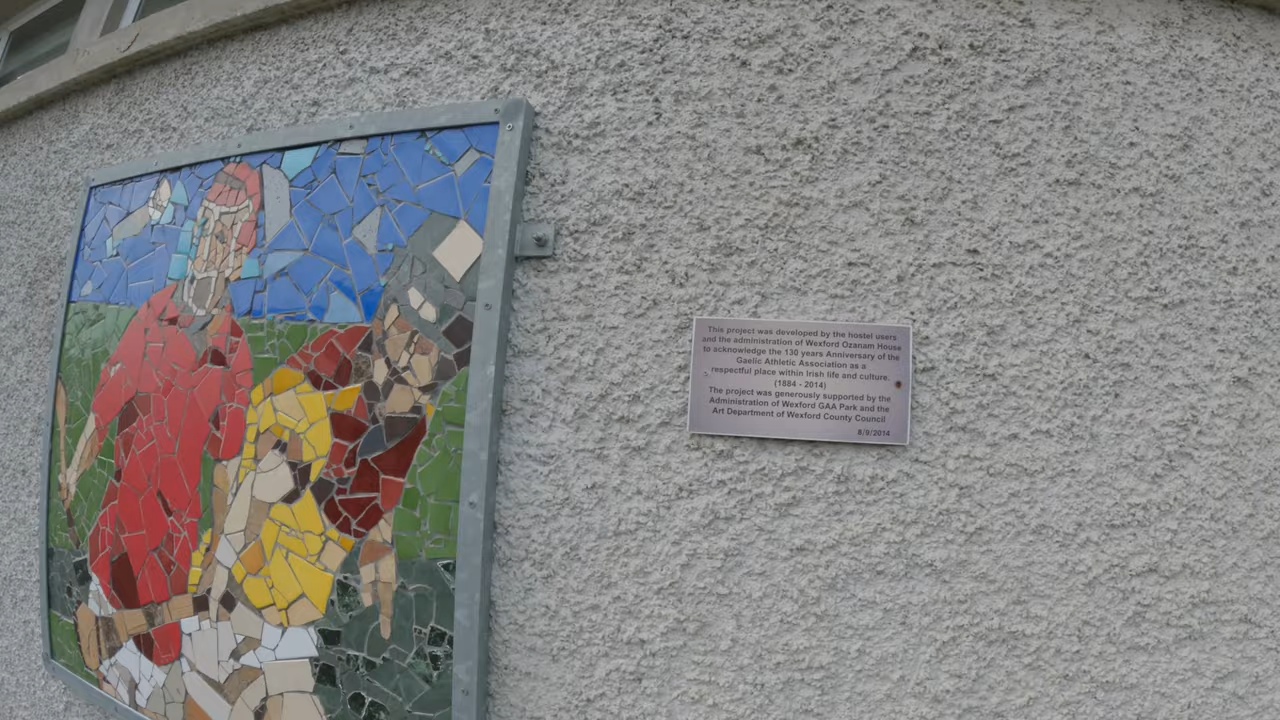 This project was developed by the hostel users
and the administration of Wexford Ozanam House
to acknowledge the 130 years Anniversary of the
Gaelic Athletic Association as a
respectful place within Irish life and culture.
(1884 - 2014)
The project was generously supported by the
Administration of Wexford GAA Park and the
Art Department of Wexford County Council
8/9/2014